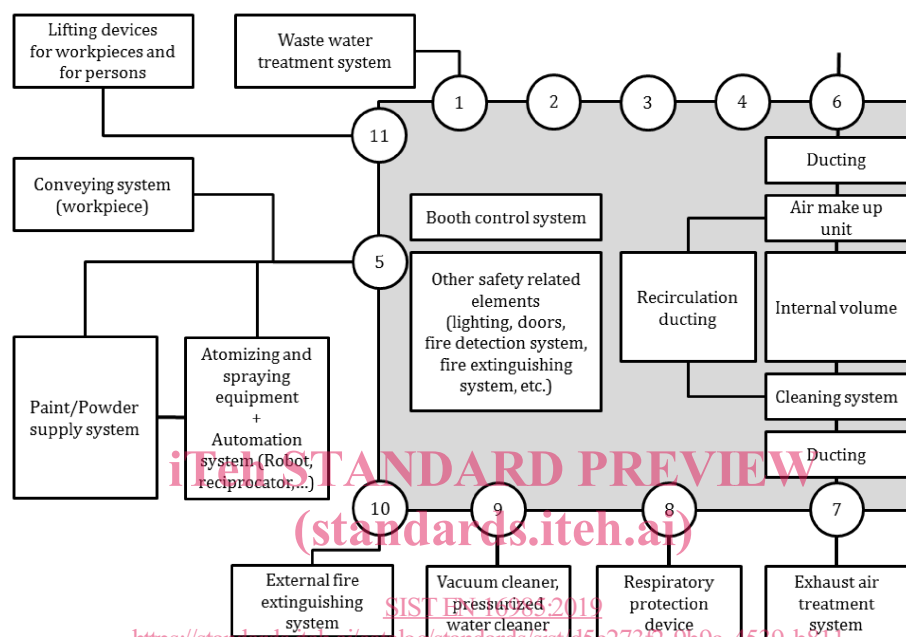 Lifting devices
for workpieces and
for persons
Waste water
treatment system
1
2
3
4
6
11
Ducting
Conveying system
(workpiece)
Booth control system
Air make up
unit
5
Other safety related
elements
(lighting, doors,
fire detection system,
fire extinguishing
system, etc.)
Recirculation
ducting
Internal volume
Paint/Powder
supply system
Atomizing and
spraying
equipment
+
Automation
system (Robot,
reciprocator,...)
Cleaning system
Ducting
iTeh STANDARD PREVIEW
(standards.iteh.ai)
10
9
8
7
External fire
extinguishing
system
Vacuum cleaner,
pressurized
water cleaner
Respiratory
protection
device
Exhaust air
treatment
system
SIST EN 16985:2019